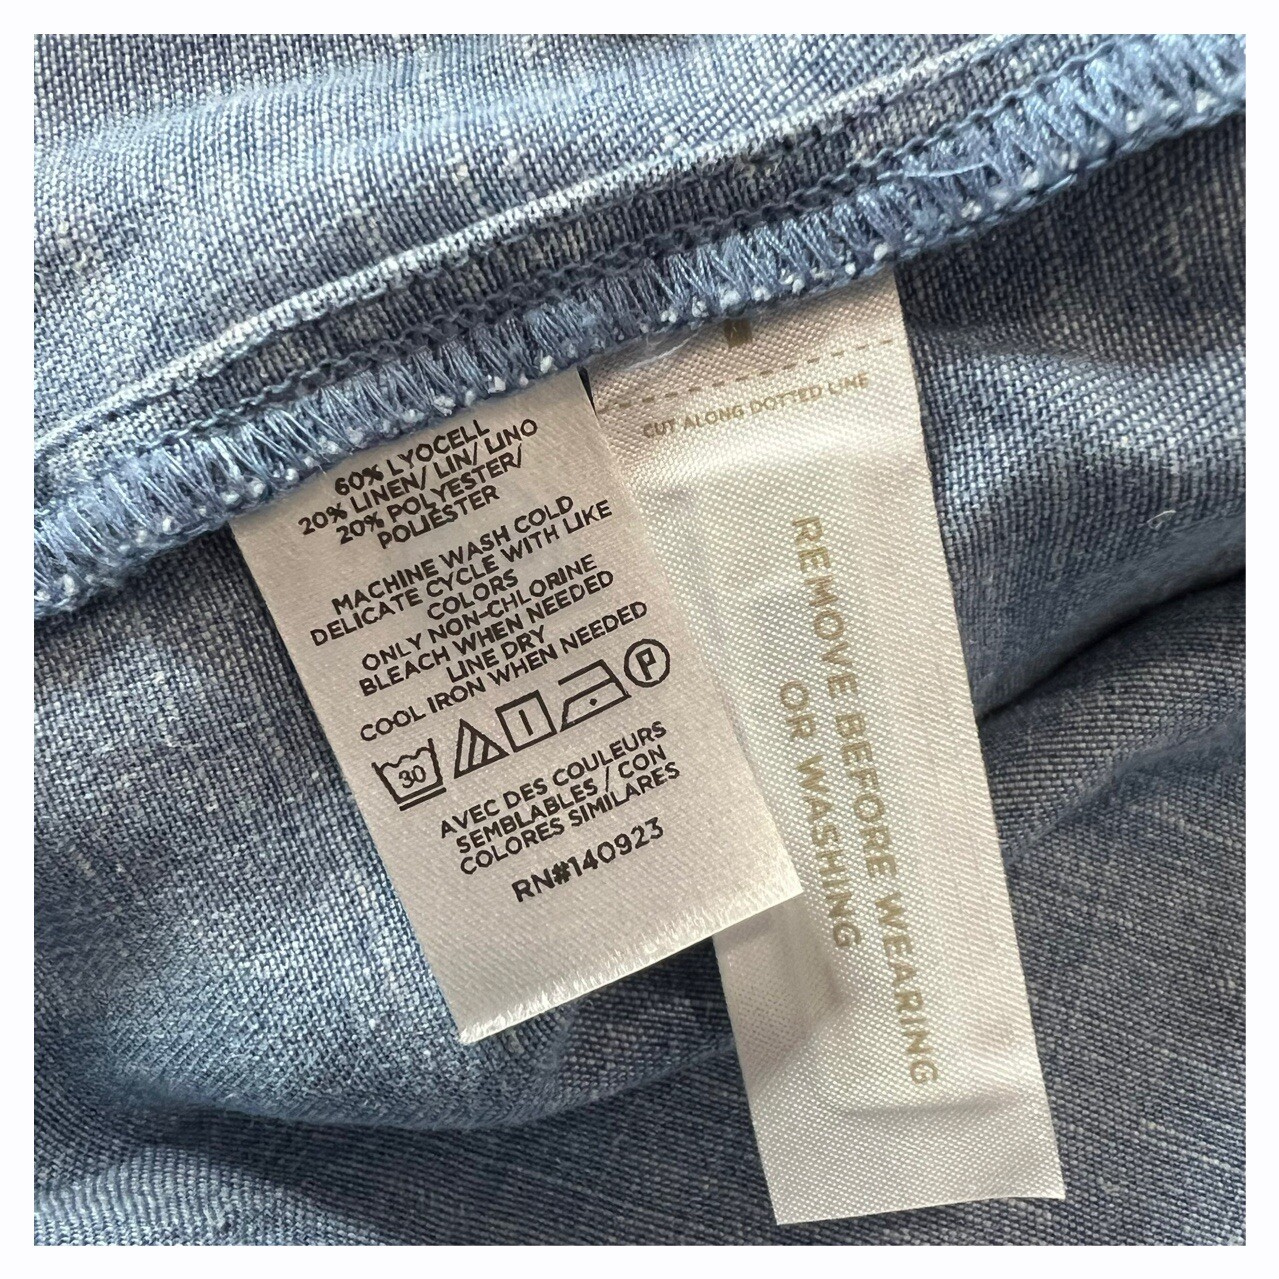 60% LYOCELL
20% LINEN/ LIN/ LINO
20% POLYESTER/
POLIÉSTER
MACHINE WASH COLD
DELICATE CYCLE WITH LIKE
COLORS
ONLY NON-CHLORINE
BLEACH WHEN NEEDED
LINE DRY
COOL IRON WHEN NEEDED
30
P
AVEC DES COULEURS
SEMBLABLES / CON
COLORES SIMILARES
RN#140923
CUT ALONG DOTTED LINE
REMOVE BEFORE WEARING
OR WASHING